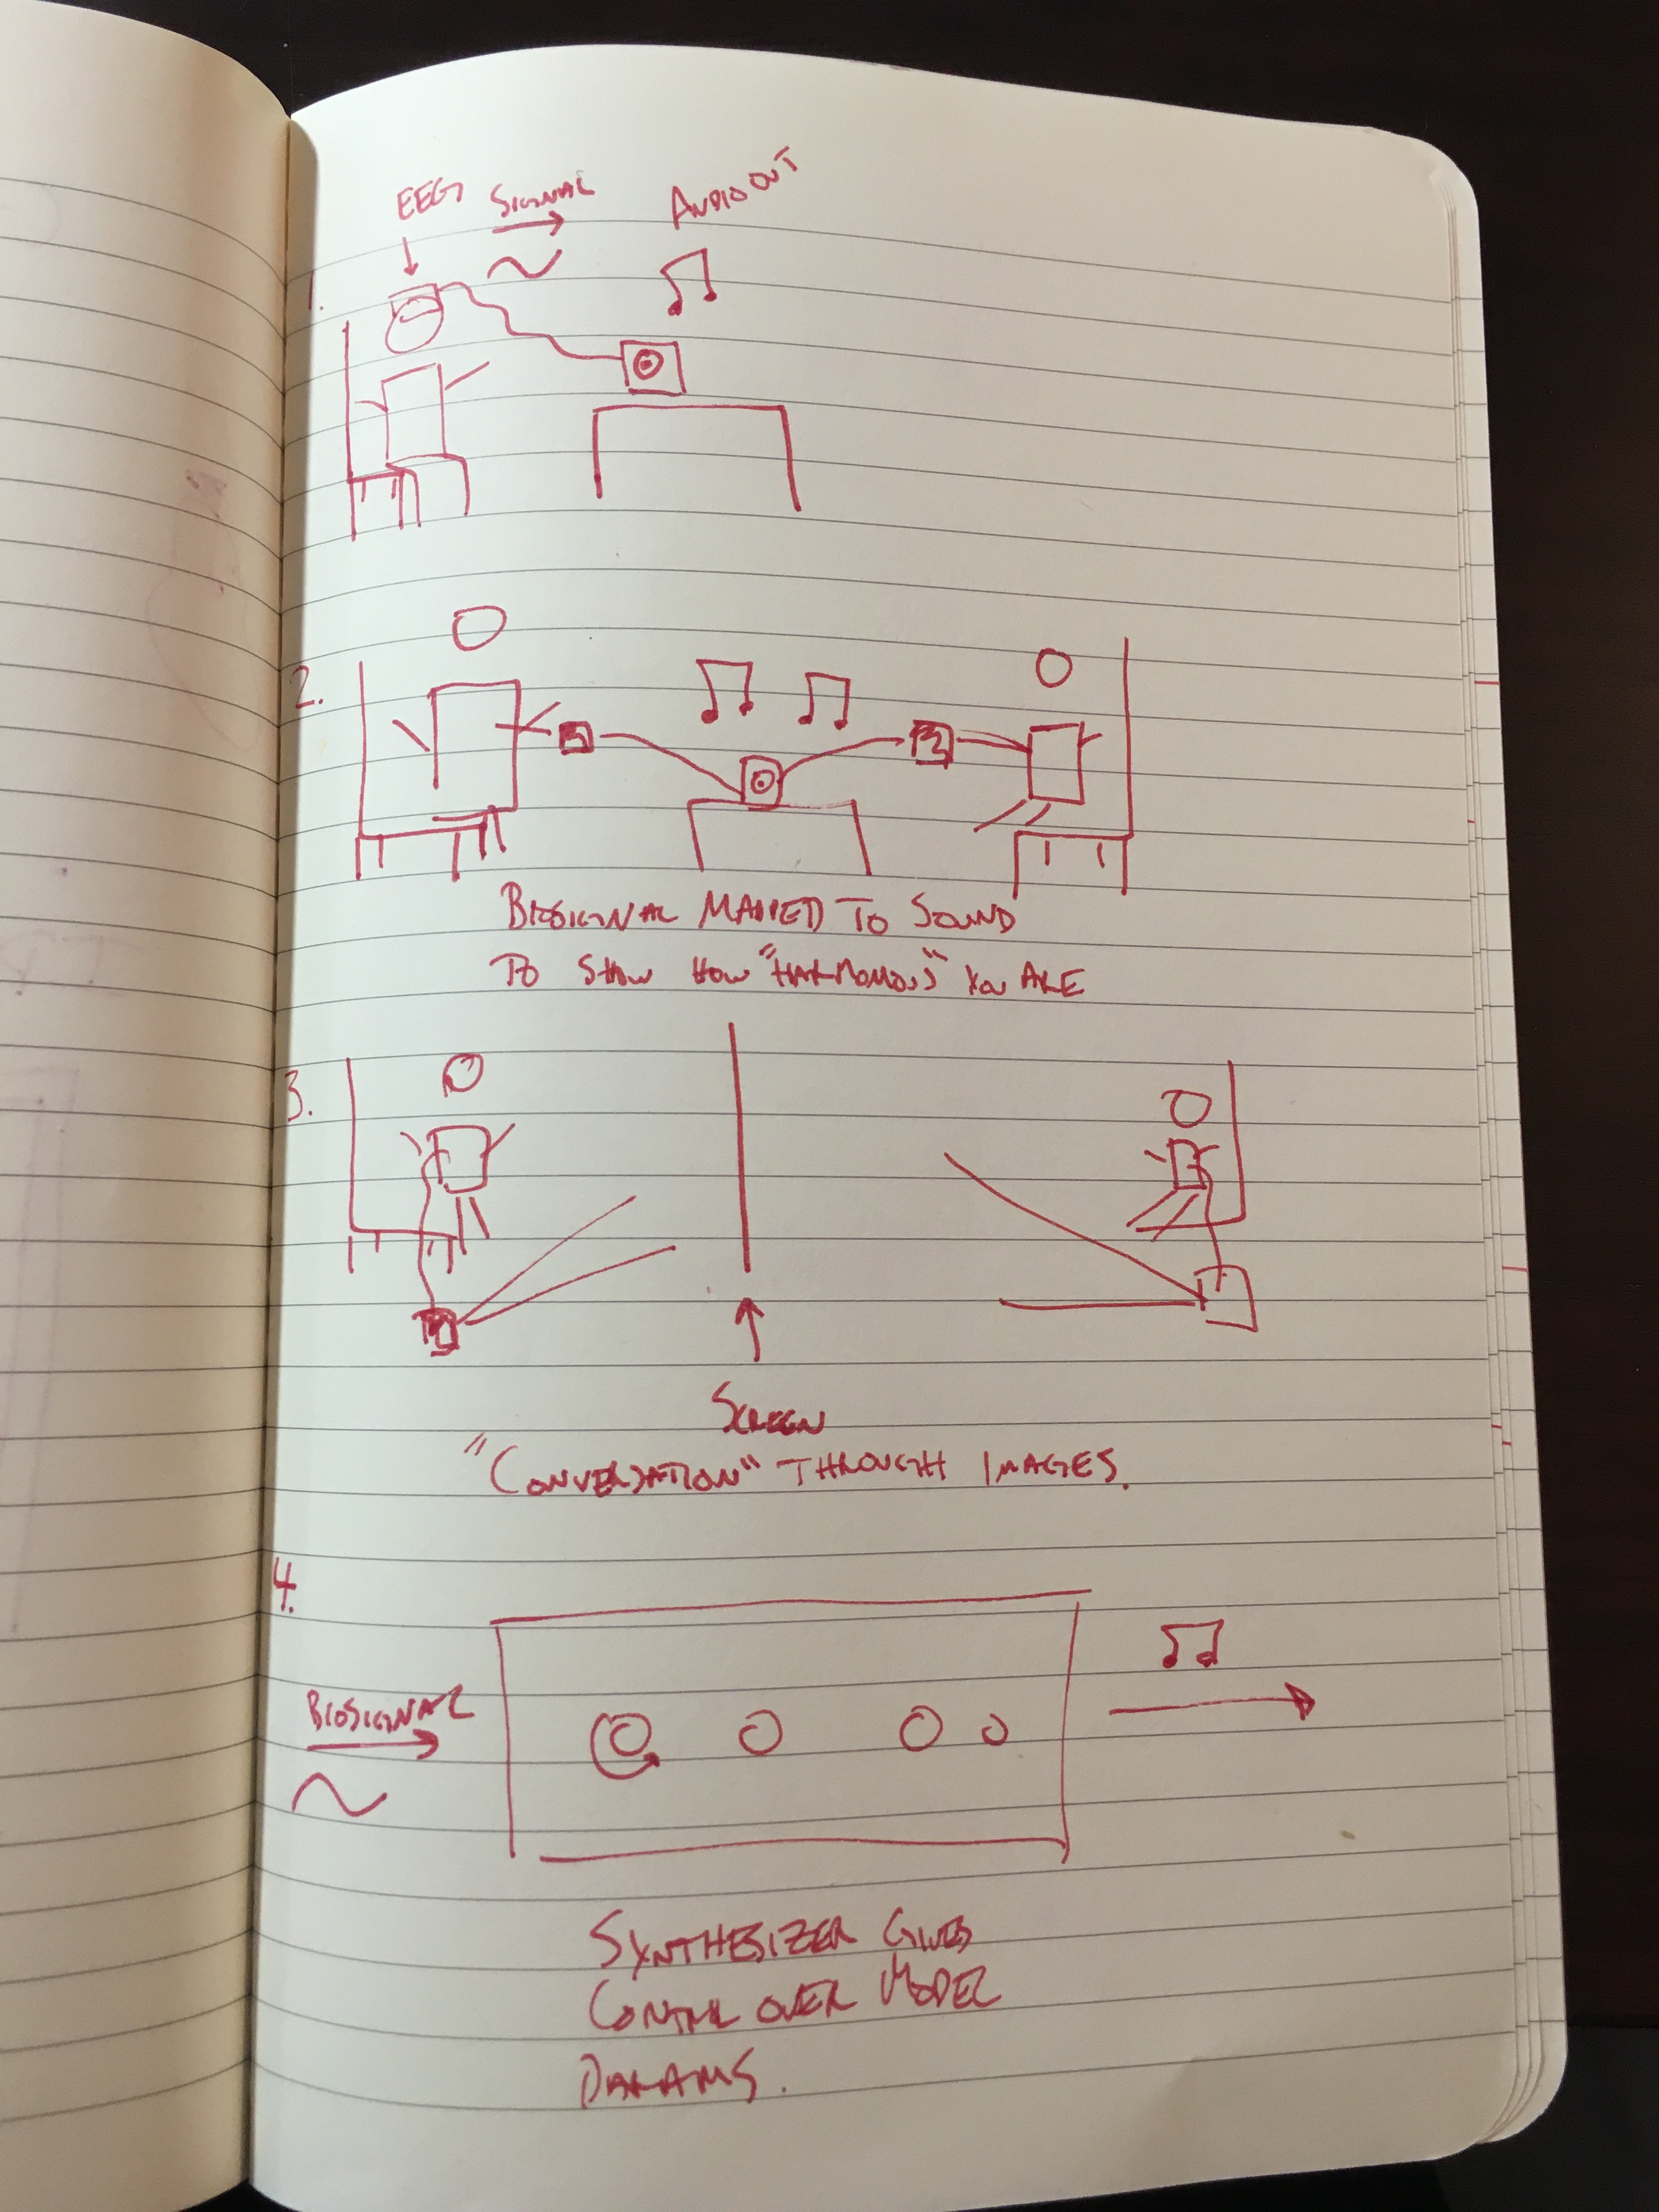 EEG SIGNAL AUDIO OUT
1.
2.
BIOSIGNAL MAPPED TO SOUND
TO SHOW HOW "HARMONIOUS" YOU ARE
3.
SCREEN
"CONVERSATION" THROUGH IMAGES.
4.
BIOSIGNAL
SYNTHESIZER GIVES
CONTROL OVER MODEL
PARAMS.